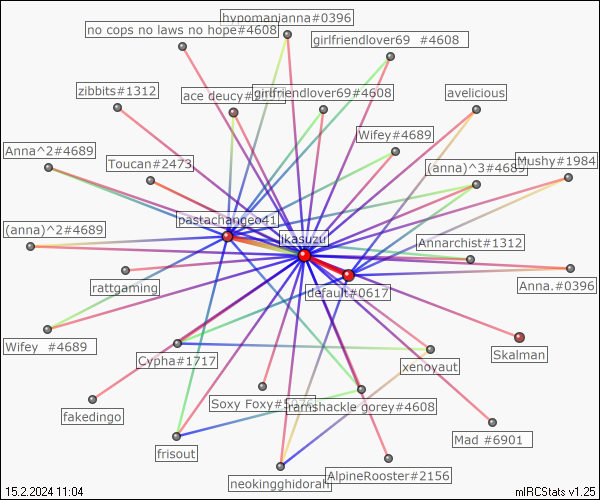 hypomanjanna#0396
no cops no laws no hope#4608
girlfriendlover69 #4608
zibbits#1312
ace deucy#
girlfriendlover69#4608
avelicious
Wifey#4689
Anna^2#4689
Toucan#2473
(anna)^3#4689
Mushy#1984
pastachangeo41
(anna)^2#4689
jkasuzu
Annarchist#1312
rattgaming
default#0617
Anna.#0396
Wifey #4689
Cypha#1717
xenoyaut
Skalman
fakedingo
Soxy Foxy#
ramshackle gorey#4608
frisout
Mad #6901
neokingghidorah
AlpineRooster#2156
15.2.2024 11:04
mIRCStats v1.25